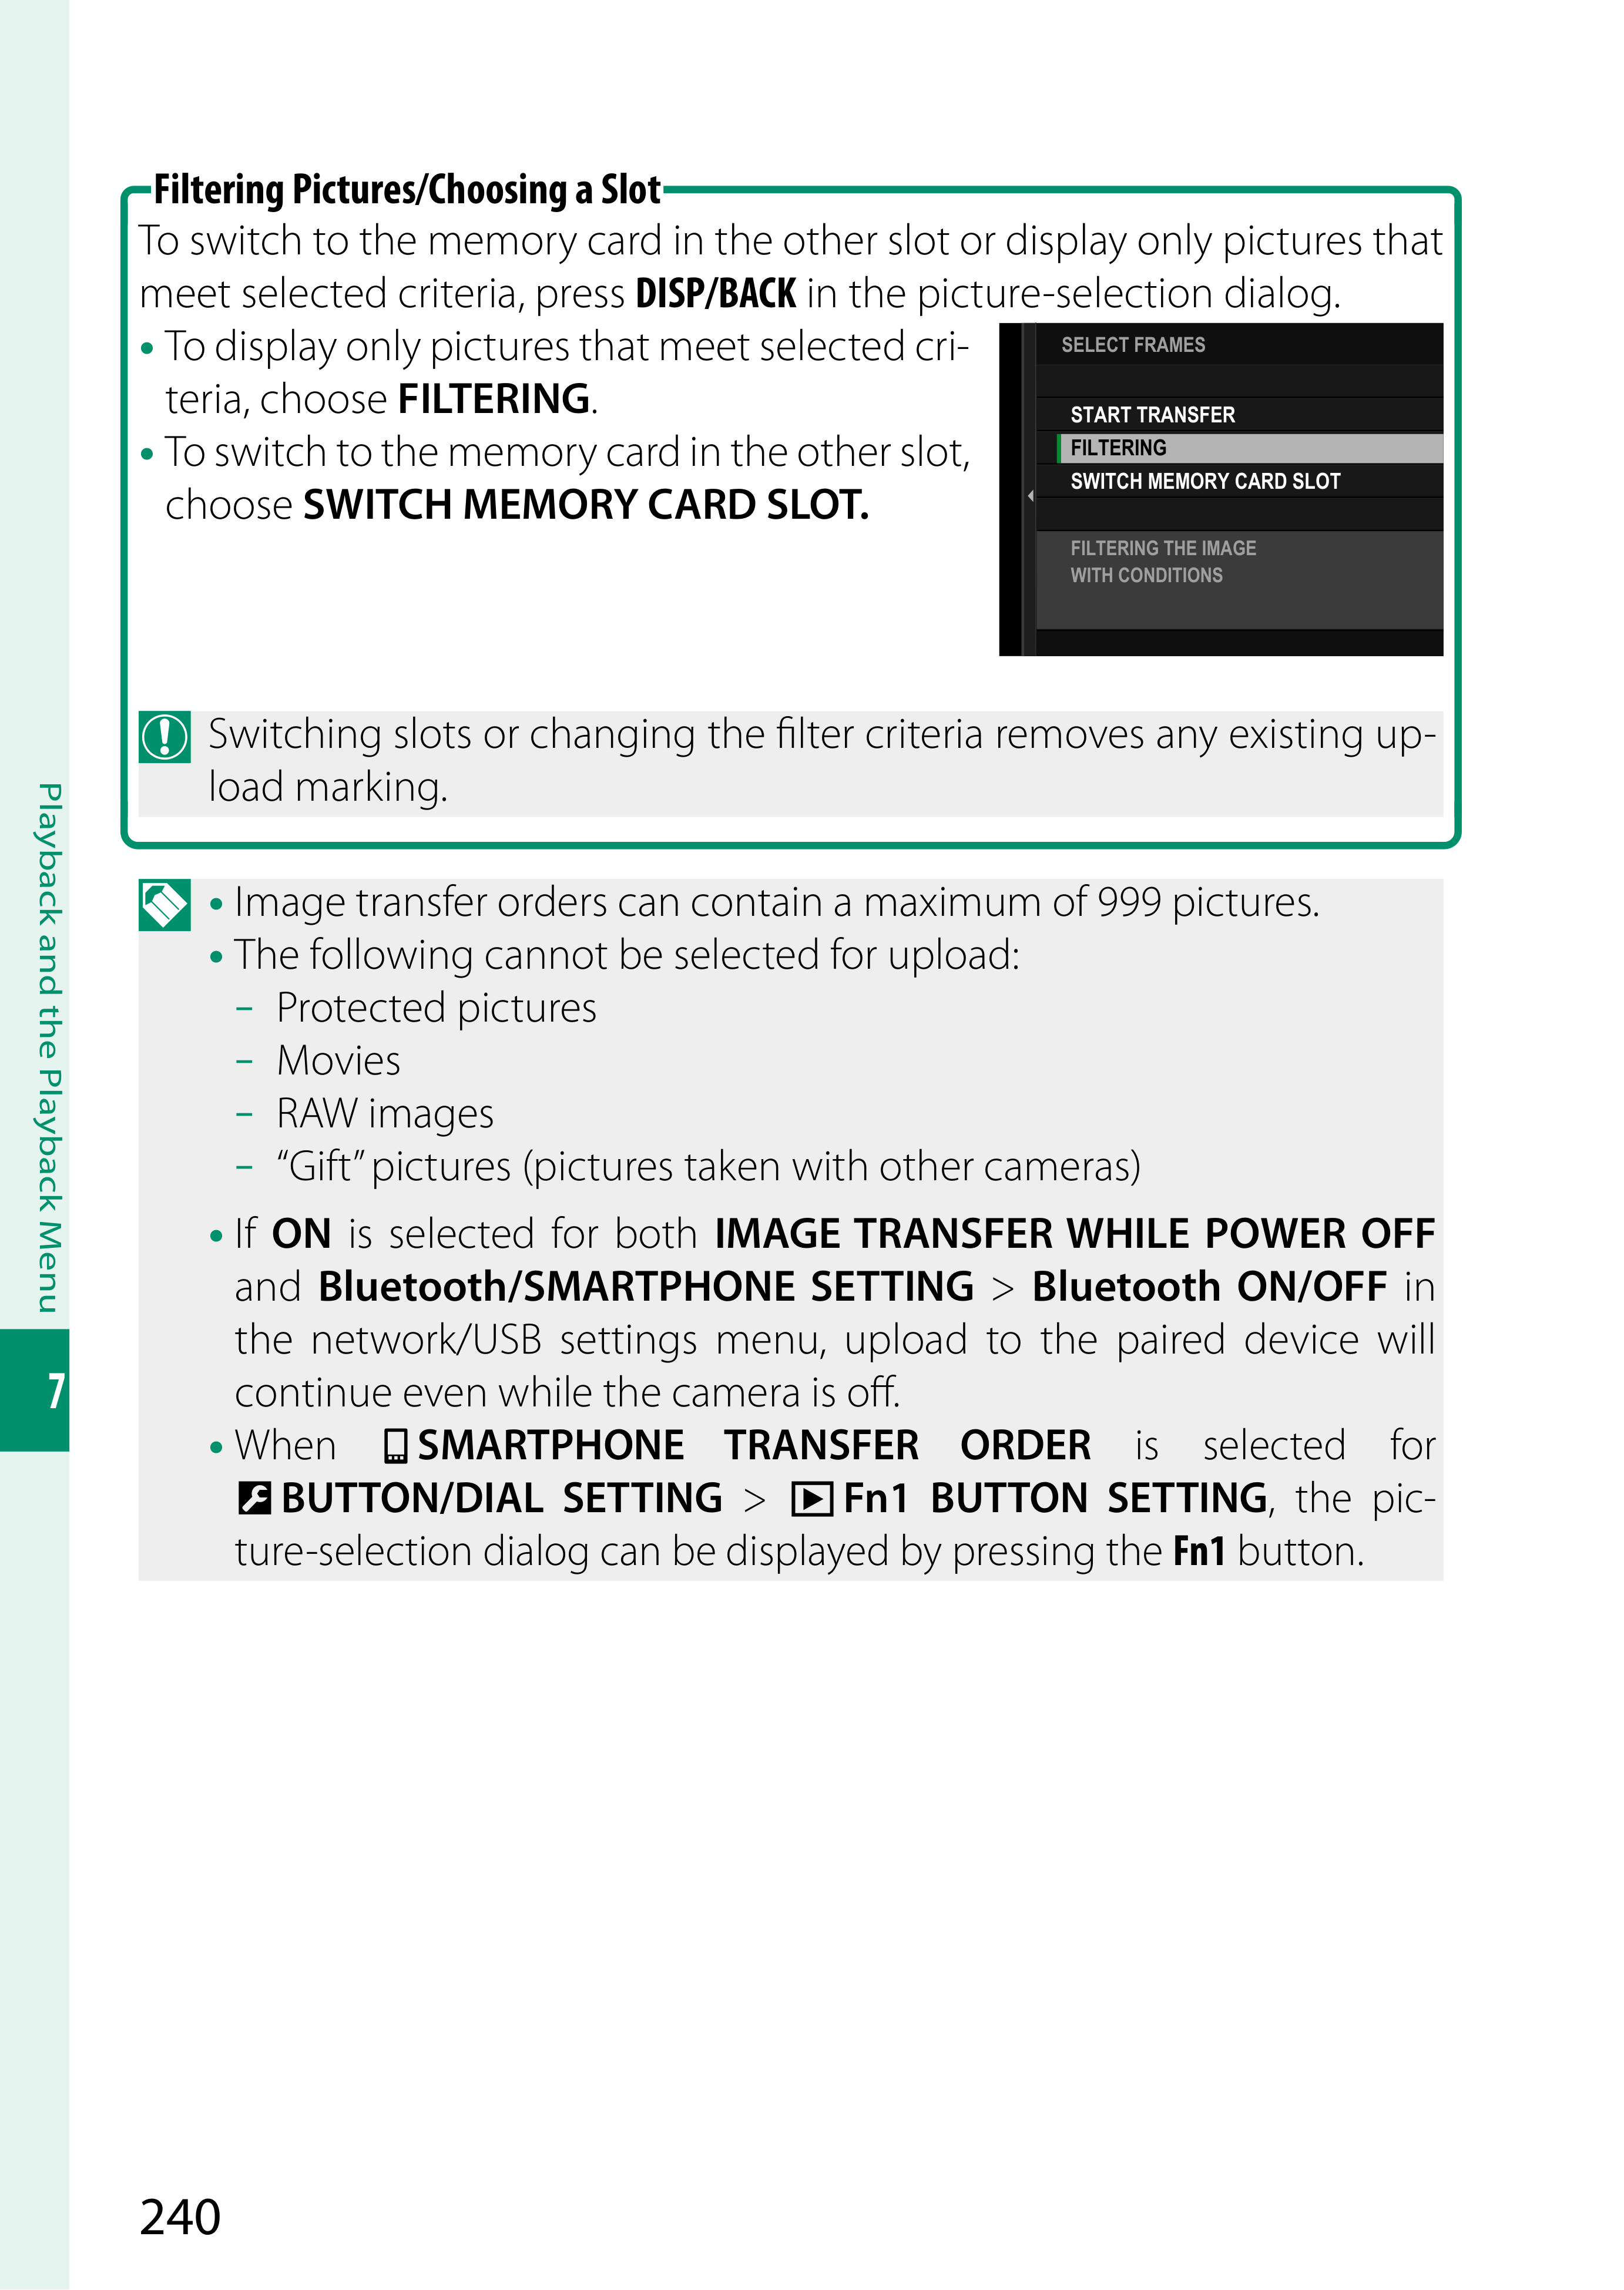 Filtering Pictures/Choosing a Slot
To switch to the memory card in the other slot or display only pictures that
meet selected criteria, press DISP/BACK in the picture-selection dialog.
• To display only pictures that meet selected cri-
teria, choose FILTERING.
• To switch to the memory card in the other slot,
choose SWITCH MEMORY CARD SLOT.
SELECT FRAMES
START TRANSFER
FILTERING
SWITCH MEMORY CARD SLOT
FILTERING THE IMAGE
WITH CONDITIONS
Switching slots or changing the filter criteria removes any existing up-
load marking.
• Image transfer orders can contain a maximum of 999 pictures.
• The following cannot be selected for upload:
– Protected pictures
– Movies
– RAW images
– “Gift” pictures (pictures taken with other cameras)
• If ON is selected for both IMAGE TRANSFER WHILE POWER OFF
and Bluetooth/SMARTPHONE SETTING > Bluetooth ON/OFF in
the network/USB settings menu, upload to the paired device will
continue even while the camera is off.
• When SMARTPHONE TRANSFER ORDER is selected for
BUTTON/DIAL SETTING > Fn1 BUTTON SETTING, the pic-
ture-selection dialog can be displayed by pressing the Fn1 button.
Playback and the Playback Menu
7
240